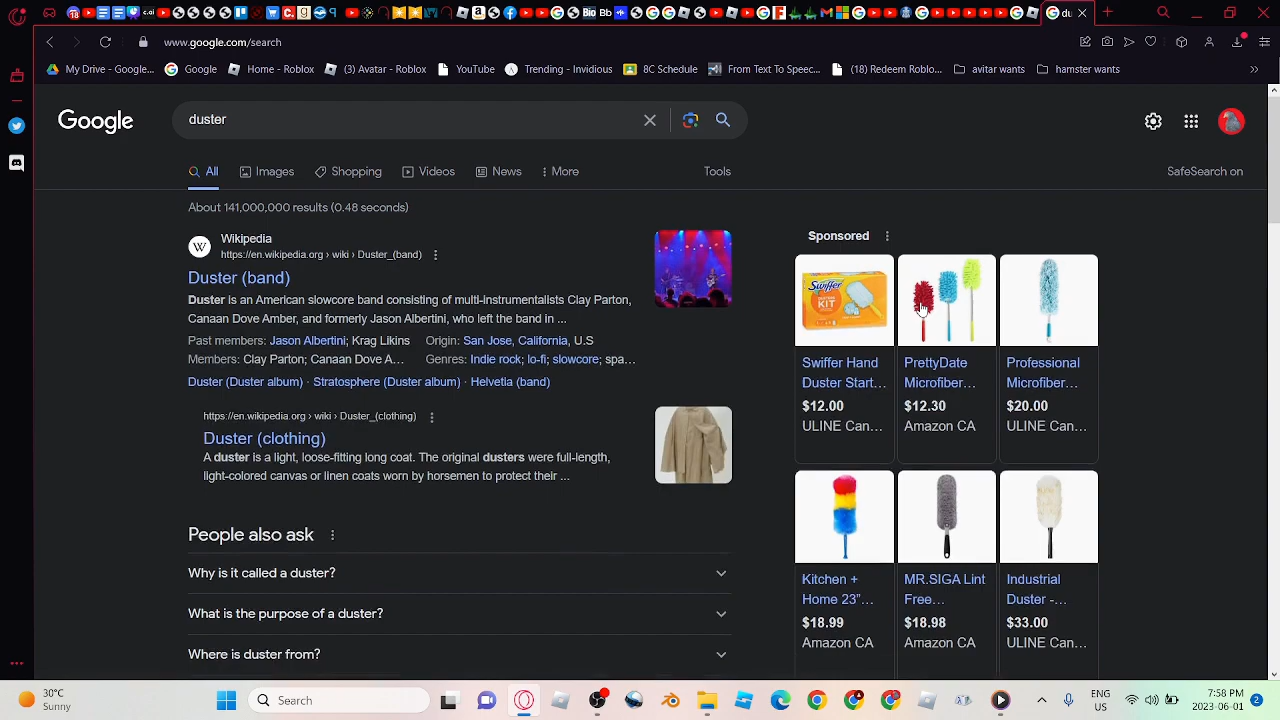 www.google.com/search
My Drive - Google...
Google
Home - Roblox
(3) Avatar - Roblox
YouTube
Trending - Invidious
8C Schedule
From Text To Speec...
(18) Redeem Roblo...
avitar wants
hamster wants
Google
duster
All
Images
Shopping
Videos
News
More
Tools
SafeSearch on
About 141,000,000 results (0.48 seconds)
W
Wikipedia
https://en.wikipedia.org › wiki › Duster_(band)
Duster (band)
Duster is an American slowcore band consisting of multi-instrumentalists Clay Parton,
Canaan Dove Amber, and formerly Jason Albertini, who left the band in ...
Past members: Jason Albertini; Krag Likins Origin: San Jose, California, U.S
Members: Clay Parton; Canaan Dove A... Genres: Indie rock; lo-fi; slowcore; spa...
Duster (Duster album) · Stratosphere (Duster album) · Helvetia (band)
https://en.wikipedia.org › wiki › Duster_(clothing)
Duster (clothing)
A duster is a light, loose-fitting long coat. The original dusters were full-length,
light-colored canvas or linen coats worn by horsemen to protect their ...
People also ask
Why is it called a duster?
What is the purpose of a duster?
Where is duster from?
Sponsored
Swiffer
KIT
Swiffer Hand
Duster Start...
$12.00
ULINE Can...
PrettyDate
Microfiber...
$12.30
Amazon CA
Professional
Microfiber...
$20.00
ULINE Can...
Kitchen +
Home 23"...
$18.99
Amazon CA
MR.SIGA Lint
Free...
$18.98
Amazon CA
Industrial
Duster -...
$33.00
ULINE Can...
30°C
Sunny
Search
ENG
US
7:58 PM
2023-06-01
2